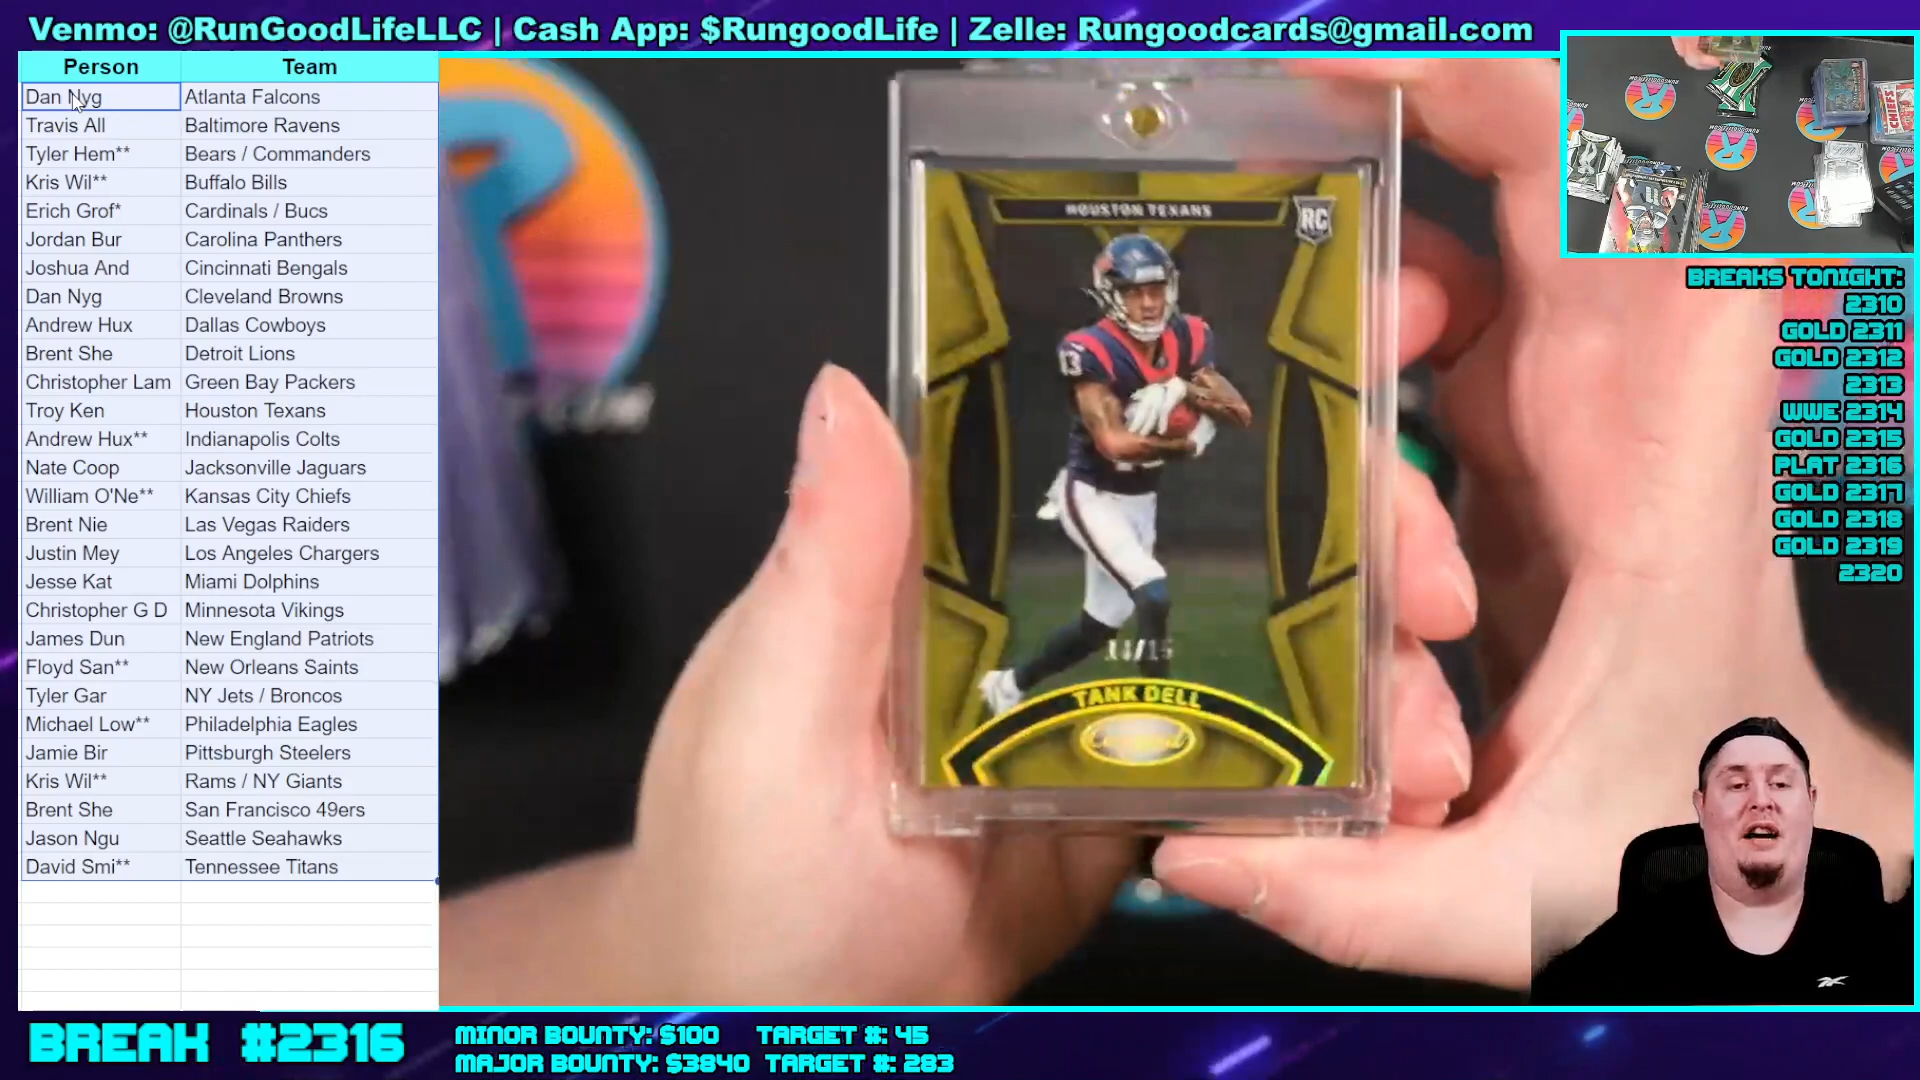 Venmo: @RunGoodLifeLLC | Cash App: $RungoodLife | Zelle: Rungoodcards@gmail.com
Person Team
Dan Nyg Atlanta Falcons
Travis All Baltimore Ravens
Tyler Hem** Bears / Commanders
Kris Wil** Buffalo Bills
Erich Grof* Cardinals / Bucs
Jordan Bur Carolina Panthers
Joshua And Cincinnati Bengals
Dan Nyg Cleveland Browns
Andrew Hux Dallas Cowboys
Brent She Detroit Lions
Christopher Lam Green Bay Packers
Troy Ken Houston Texans
Andrew Hux** Indianapolis Colts
Nate Coop Jacksonville Jaguars
William O'Ne** Kansas City Chiefs
Brent Nie Las Vegas Raiders
Justin Mey Los Angeles Chargers
Jesse Kat Miami Dolphins
Christopher G D Minnesota Vikings
James Dun New England Patriots
Floyd San** New Orleans Saints
Tyler Gar NY Jets / Broncos
Michael Low** Philadelphia Eagles
Jamie Bir Pittsburgh Steelers
Kris Wil** Rams / NY Giants
Brent She San Francisco 49ers
Jason Ngu Seattle Seahawks
David Smi** Tennessee Titans
HOUSTON TEXANS
RC
13
TANK DELL
Certified
CHIEFS
BREAKS TONIGHT:
2310
GOLD 2311
GOLD 2312
2313
WWE 2314
GOLD 2315
PLAT 2316
GOLD 2317
GOLD 2318
GOLD 2319
2320
BREAK #2316
MINOR BOUNTY: $100 TARGET #: 45
MAJOR BOUNTY: $3840 TARGET #: 283